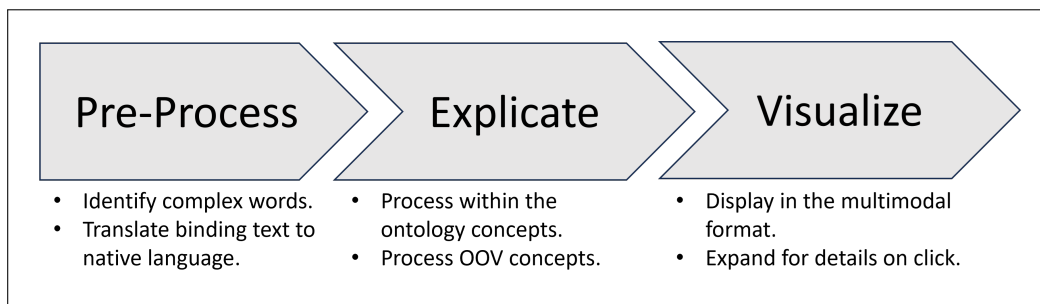 Pre-Process
• Identify complex words.
• Translate binding text to
native language.
Explicate
• Process within the
ontology concepts.
• Process OOV concepts.
Visualize
• Display in the multimodal
format.
• Expand for details on click.